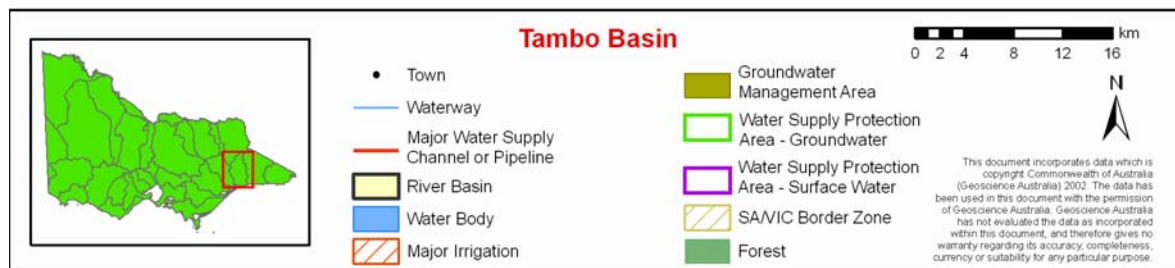 Tambo Basin
Town
Waterway
Major Water Supply
Channel or Pipeline
River Basin
Water Body
Major Irrigation
Groundwater
Management Area
Water Supply Protection
Area - Groundwater
Water Supply Protection
Area - Surface Water
SA/VIC Border Zone
Forest
km
0 2 4 8 12 16
N
This document incorporates data which is
copyright Commonwealth of Australia
(Geoscience Australia) 2002. The data has
been used in this document with the permission
of Geoscience Australia. Geoscience Australia
has not evaluated the data as incorporated
within this document, and therefore gives no
warranty regarding its accuracy, completeness,
currency or suitability for any particular purpose.